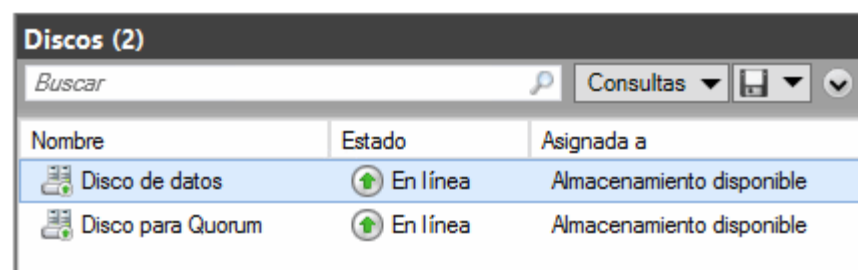 Discos (2)
Buscar Consultas
Nombre Estado Asignada a
Disco de datos En línea Almacenamiento disponible
Disco para Quorum En línea Almacenamiento disponible